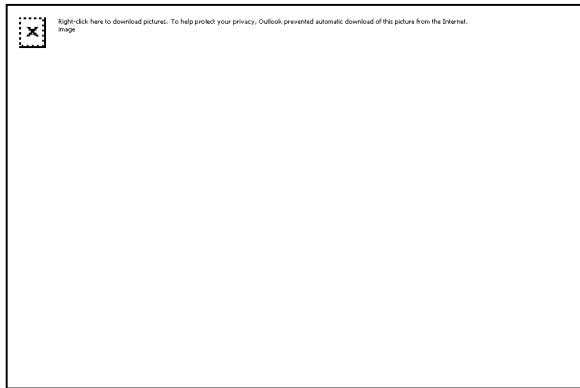 Right-click here to download pictures. To help protect your privacy, Outlook prevented automatic download of this picture from the Internet.
Image